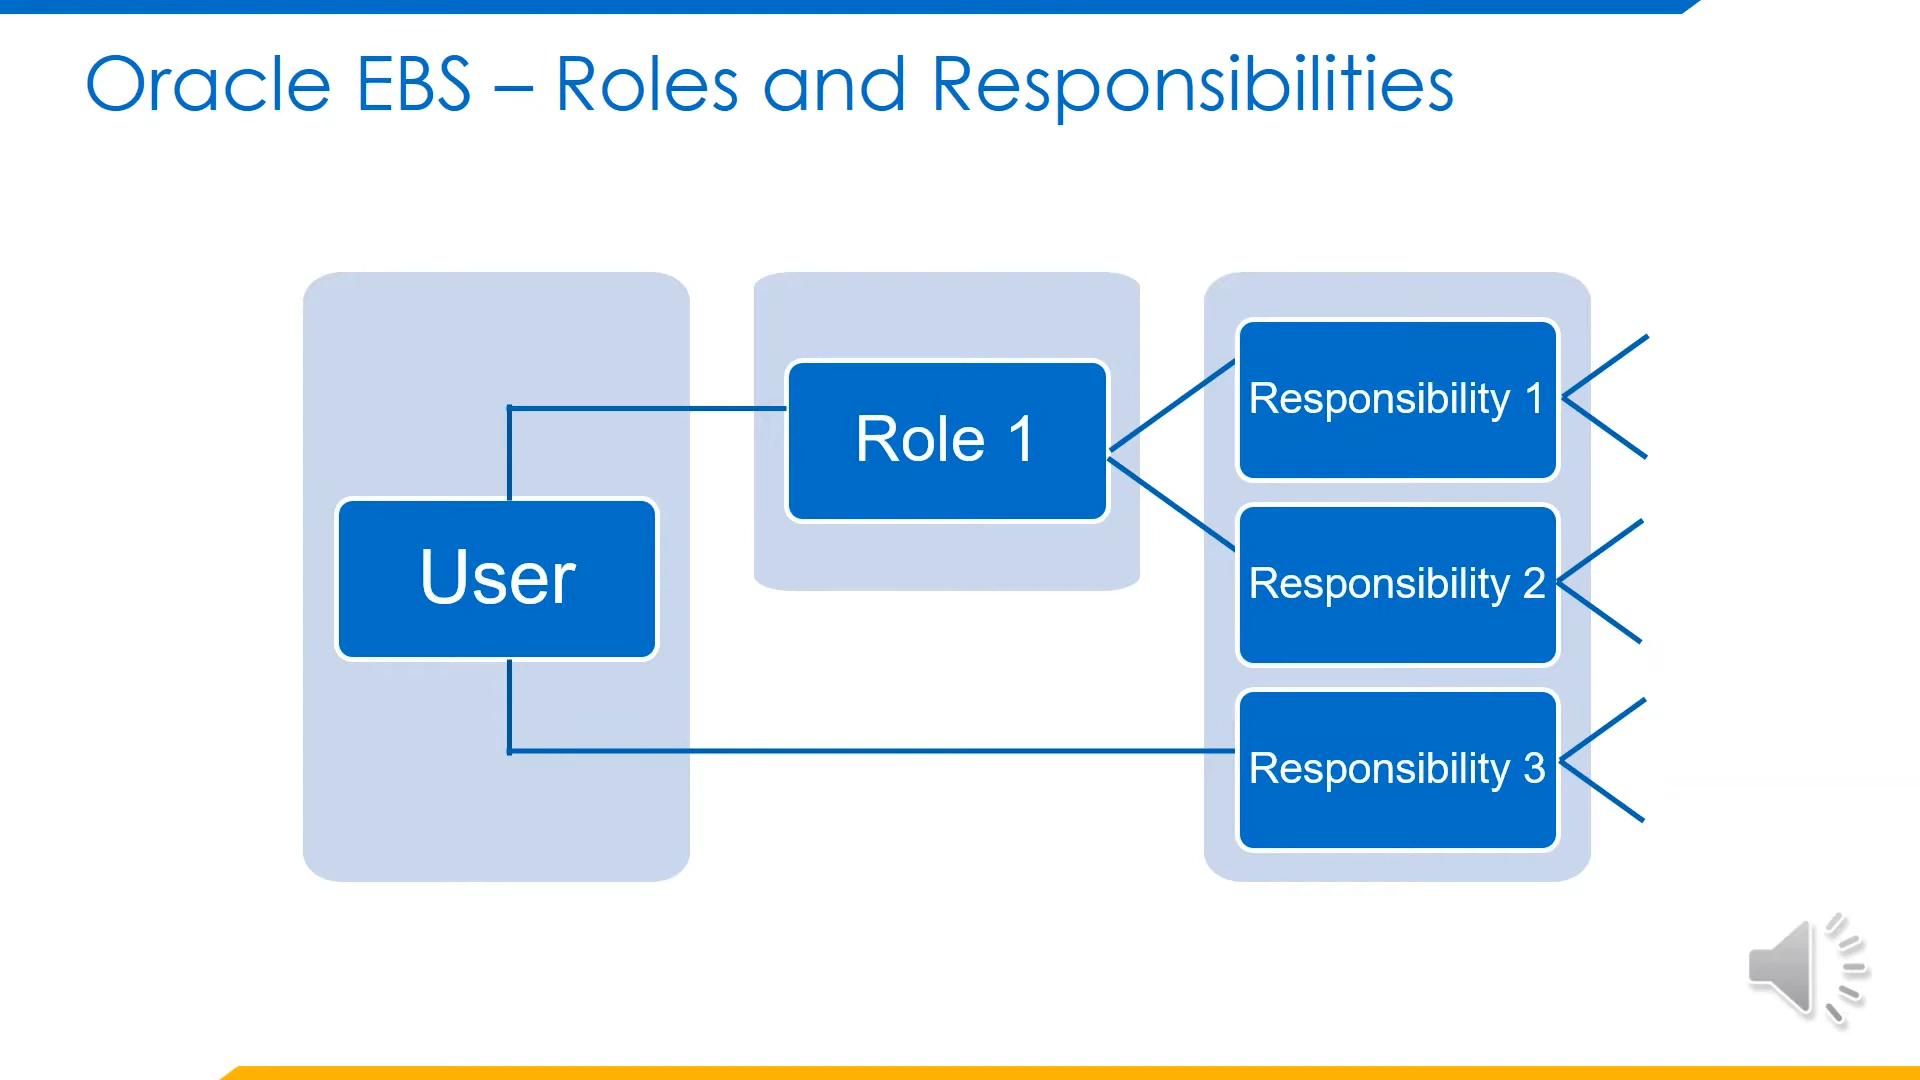 Oracle EBS – Roles and Responsibilities
User
Role 1
Responsibility 1
Responsibility 2
Responsibility 3